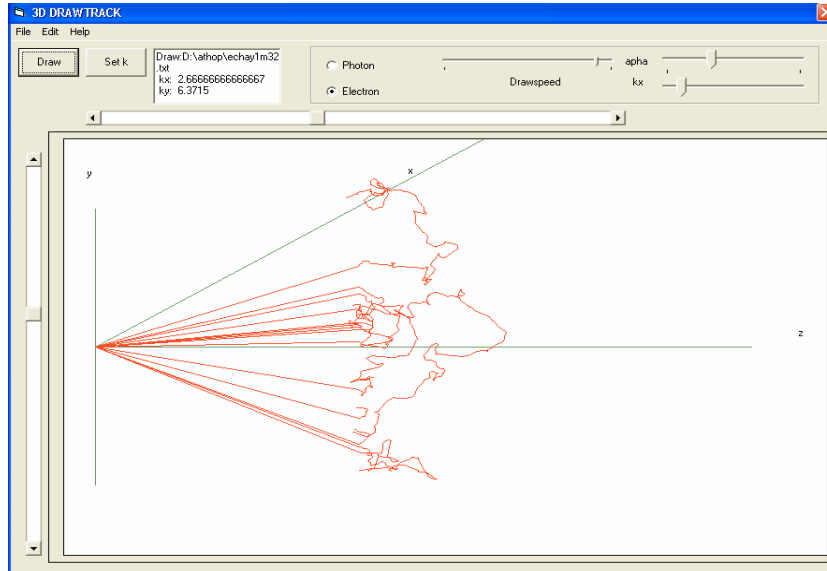 3D DRAWTRACK
File Edit Help
Draw
Set k
Draw:D:\athop\echay1m32
.txt
kx: 2.66666666666667
ky: 6.3715
Photon
Electron
Drawspeed
apha
kx
y
x
z